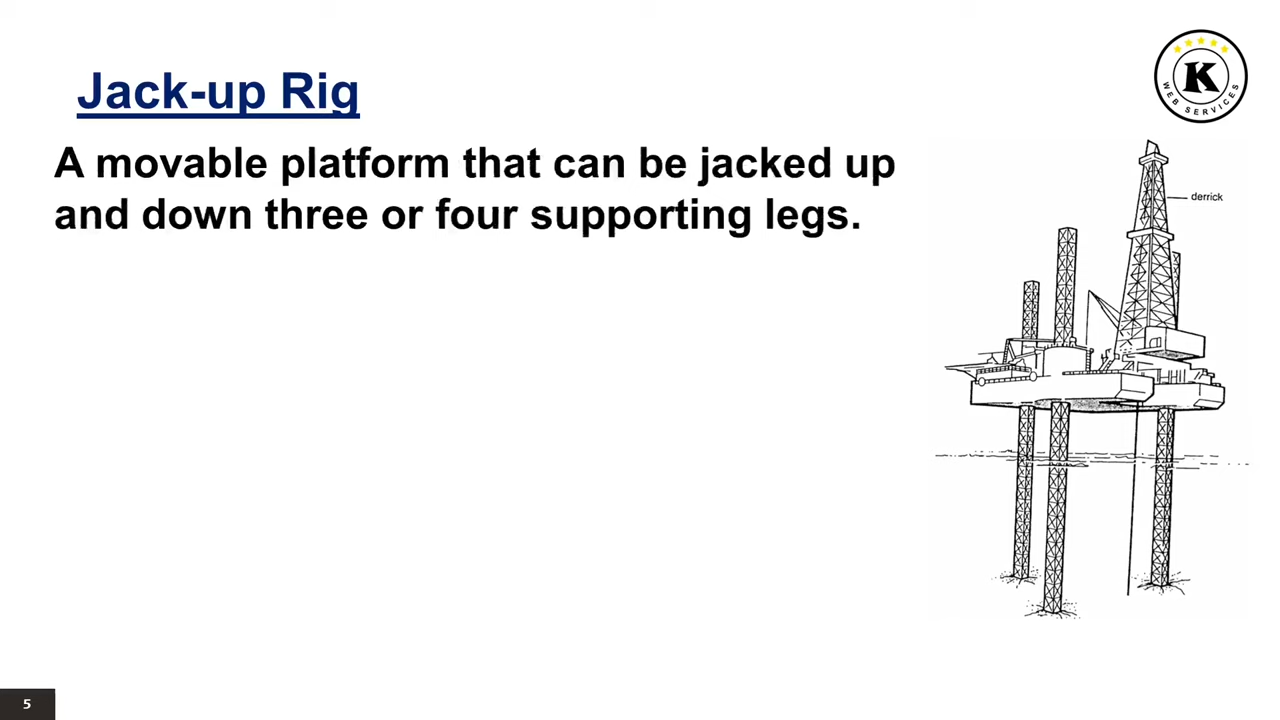 Jack-up Rig
K
WEB SERVICES
A movable platform that can be jacked up
and down three or four supporting legs.
derrick
5